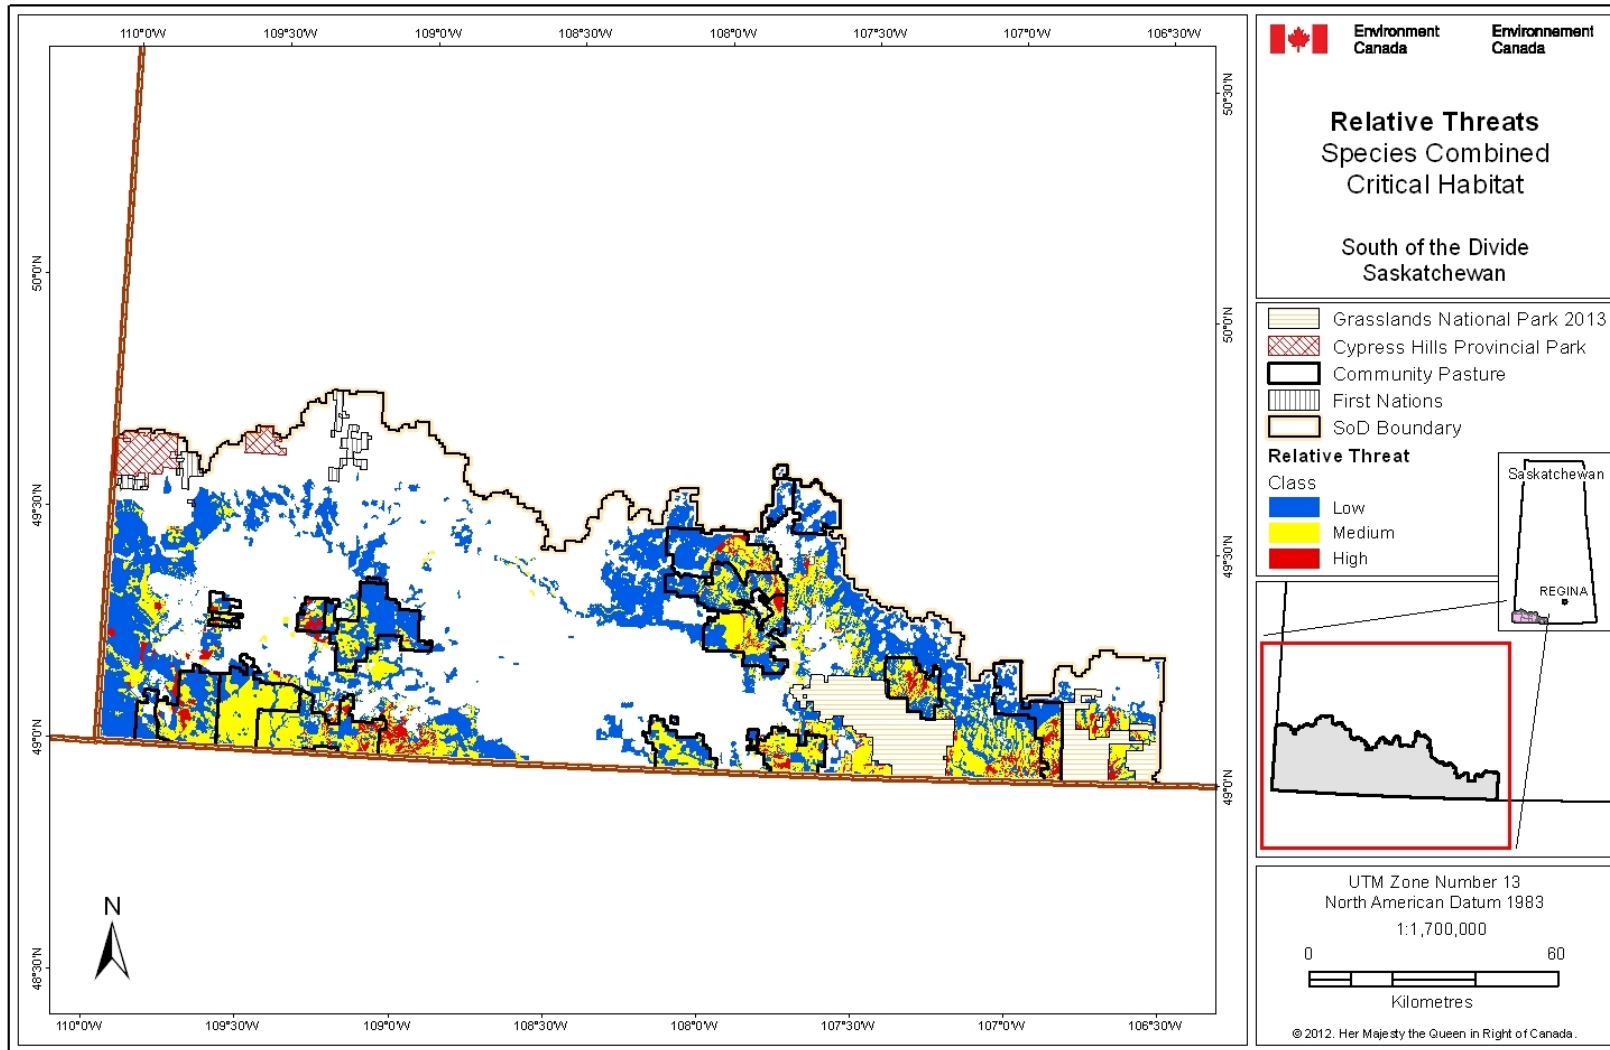 110°0'W 109°30'W 109°0'W 108°30'W 108°0'W 107°30'W 107°0'W 106°30'W
50°0'N
49°30'N
49°0'N
48°30'N
50°30'N
50°0'N
49°30'N
49°0'N
N
110°0'W 109°30'W 109°0'W 108°30'W 108°0'W 107°30'W 107°0'W 106°30'W
Environment Environnement
Canada Canada
Relative Threats
Species Combined
Critical Habitat
South of the Divide
Saskatchewan
Grasslands National Park 2013
Cypress Hills Provincial Park
Community Pasture
First Nations
SoD Boundary
Relative Threat
Class
Low
Medium
High
Saskatchewan
REGINA
UTM Zone Number 13
North American Datum 1983
1:1,700,000
0 60
Kilometres
© 2012. Her Majesty the Queen in Right of Canada.